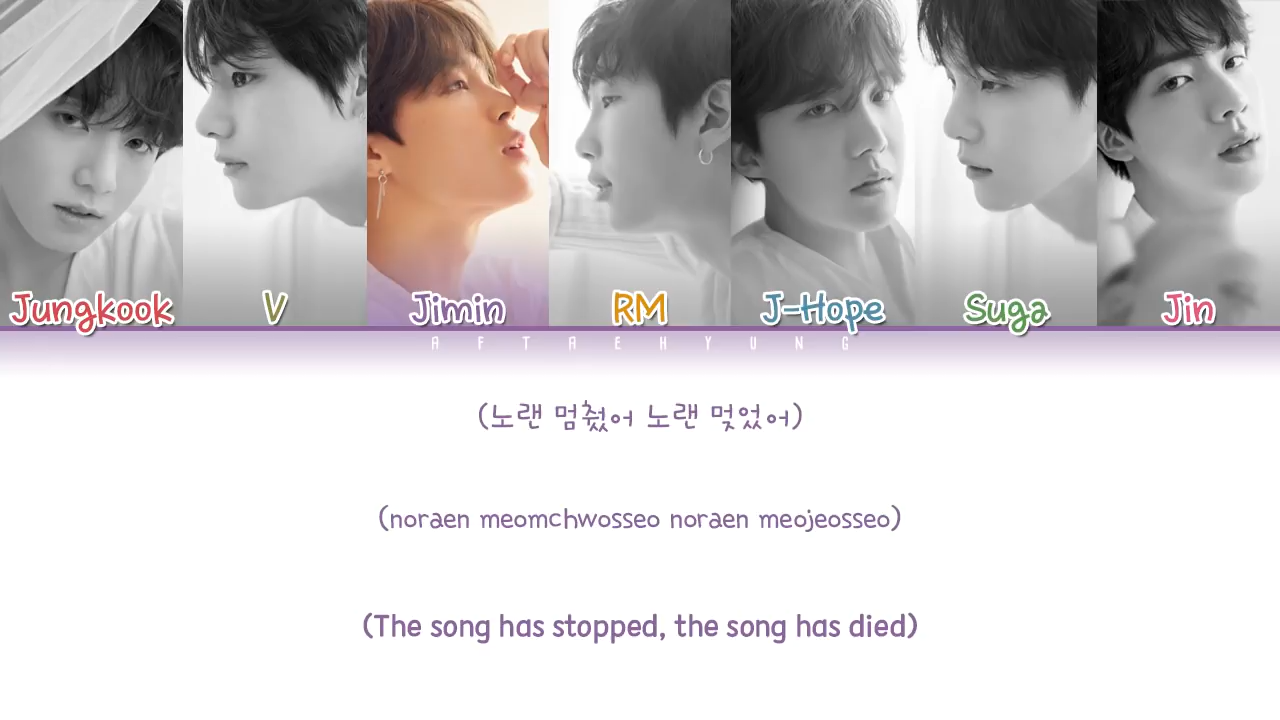 Jungkook V Jimin RM J-Hope Suga Jin
AFTAEHYUNG
(노랜 멈췄어 노랜 멎었어)
(noraen meomchwosseo noraen meojeosseo)
(The song has stopped, the song has died)